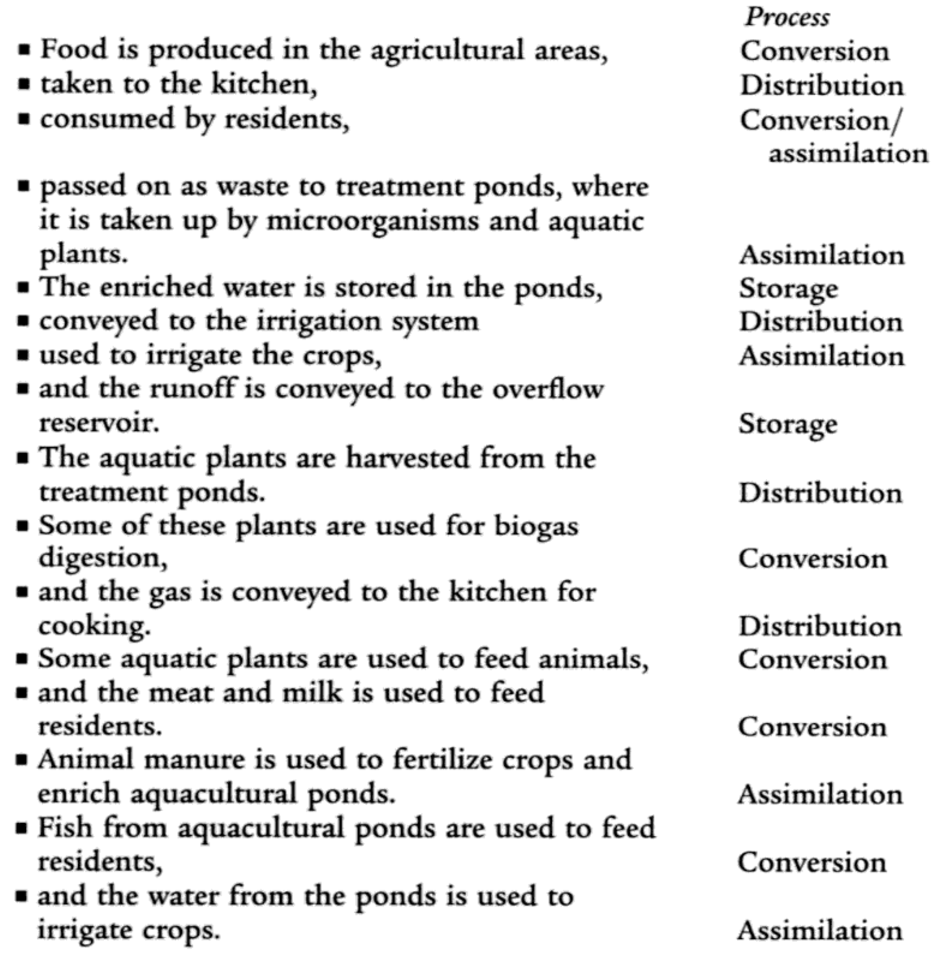 Process
▪ Food is produced in the agricultural areas, Conversion
▪ taken to the kitchen, Distribution
▪ consumed by residents, Conversion/
assimilation
▪ passed on as waste to treatment ponds, where
it is taken up by microorganisms and aquatic
plants. Assimilation
▪ The enriched water is stored in the ponds, Storage
▪ conveyed to the irrigation system Distribution
▪ used to irrigate the crops, Assimilation
▪ and the runoff is conveyed to the overflow
reservoir. Storage
▪ The aquatic plants are harvested from the
treatment ponds. Distribution
▪ Some of these plants are used for biogas
digestion, Conversion
▪ and the gas is conveyed to the kitchen for
cooking. Distribution
▪ Some aquatic plants are used to feed animals, Conversion
▪ and the meat and milk is used to feed
residents. Conversion
▪ Animal manure is used to fertilize crops and
enrich aquacultural ponds. Assimilation
▪ Fish from aquacultural ponds are used to feed
residents, Conversion
▪ and the water from the ponds is used to
irrigate crops. Assimilation